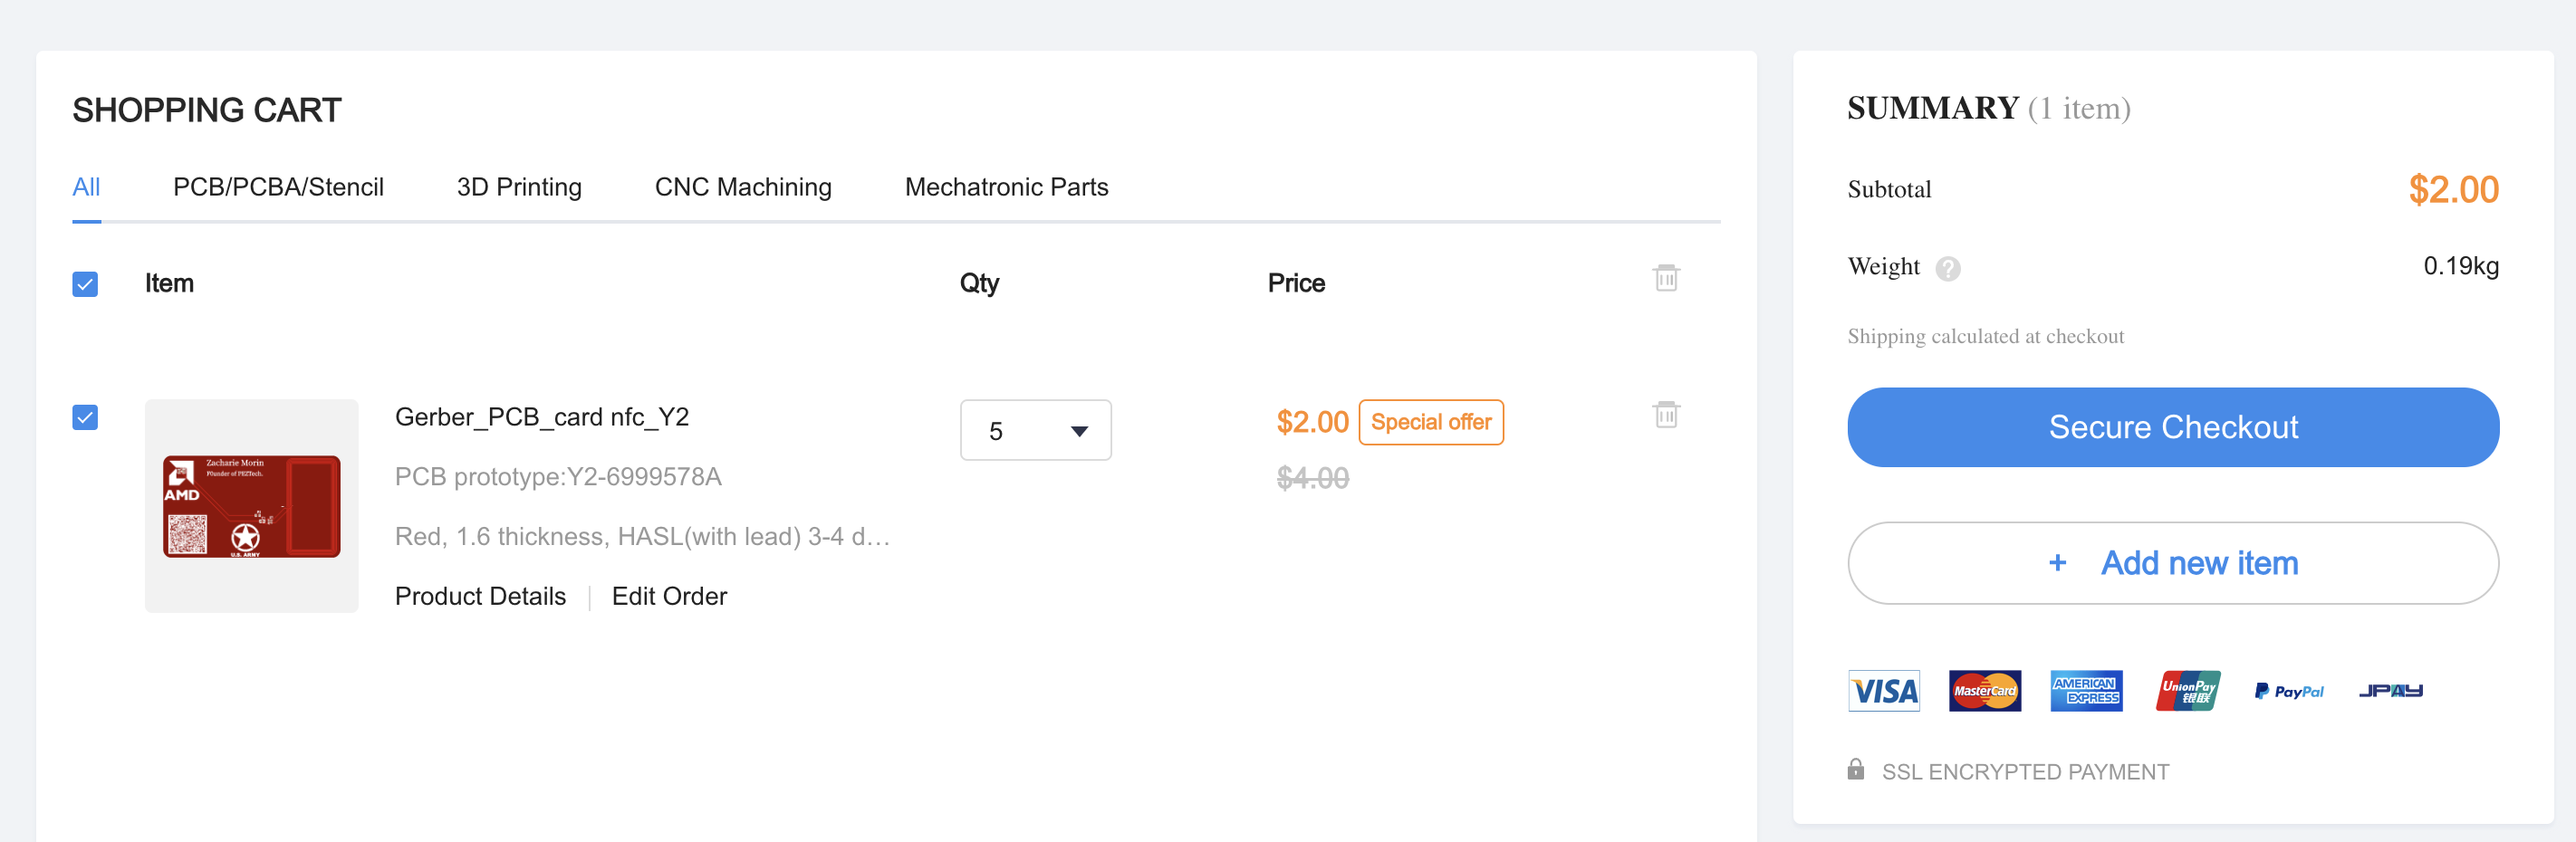 SHOPPING CART
All PCB/PCBA/Stencil 3D Printing CNC Machining Mechatronic Parts
Item Qty Price
Gerber_PCB_card nfc_Y2
PCB prototype:Y2-6999578A
Red, 1.6 thickness, HASL(with lead) 3-4 d...
Product Details | Edit Order
Zacharie Morin
F0under of PEZTech.
AMD
U.S. ARMY
5
$2.00 Special offer
$4.00
SUMMARY (1 item)
Subtotal $2.00
Weight ? 0.19kg
Shipping calculated at checkout
Secure Checkout
+ Add new item
VISA MasterCard AMERICAN EXPRESS UnionPay 银联 PayPal JPAY
SSL ENCRYPTED PAYMENT